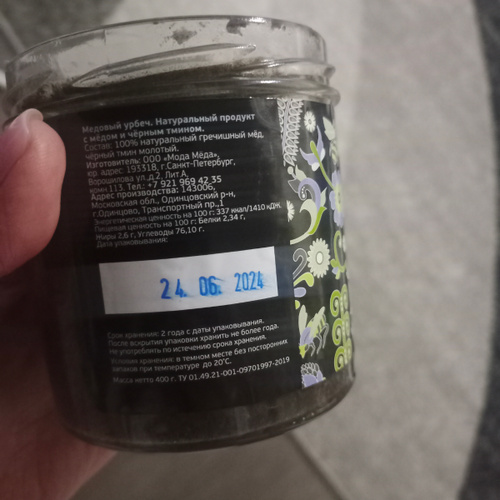 Медовый урбеч. Натуральный продукт
с мёдом и чёрным тмином.
Состав: 100% натуральный гречишный мёд,
чёрный тмин молотый.
Изготовитель: ООО «Мода Мёда»,
юр. адрес: 193318, г.Санкт-Петербург,
Ворошилова ул.д.2, Лит.А,
комн 113. Тел.: +7 921 969 42 35
Адрес производства: 143006,
Московская обл., Одинцовский р-н,
г.Одинцово, Транспортный пр.,1
Энергетическая ценность на 100 г: 337 ккал/1410 кДж
Пищевая ценность на 100 г: Белки 2,34 г,
Жиры 2,6 г, Углеводы 76,10 г.
Дата упаковывания:
24. 06. 2024
Срок хранения: 2 года с даты упаковывания.
После вскрытия упаковки хранить не более года.
Не употреблять по истечению срока хранения.
Условия хранения: в темном месте без посторонних
запахов при температуре до 20°С.
Масса нетто 400 г. ТУ 01.49.21-001-09701997-2019